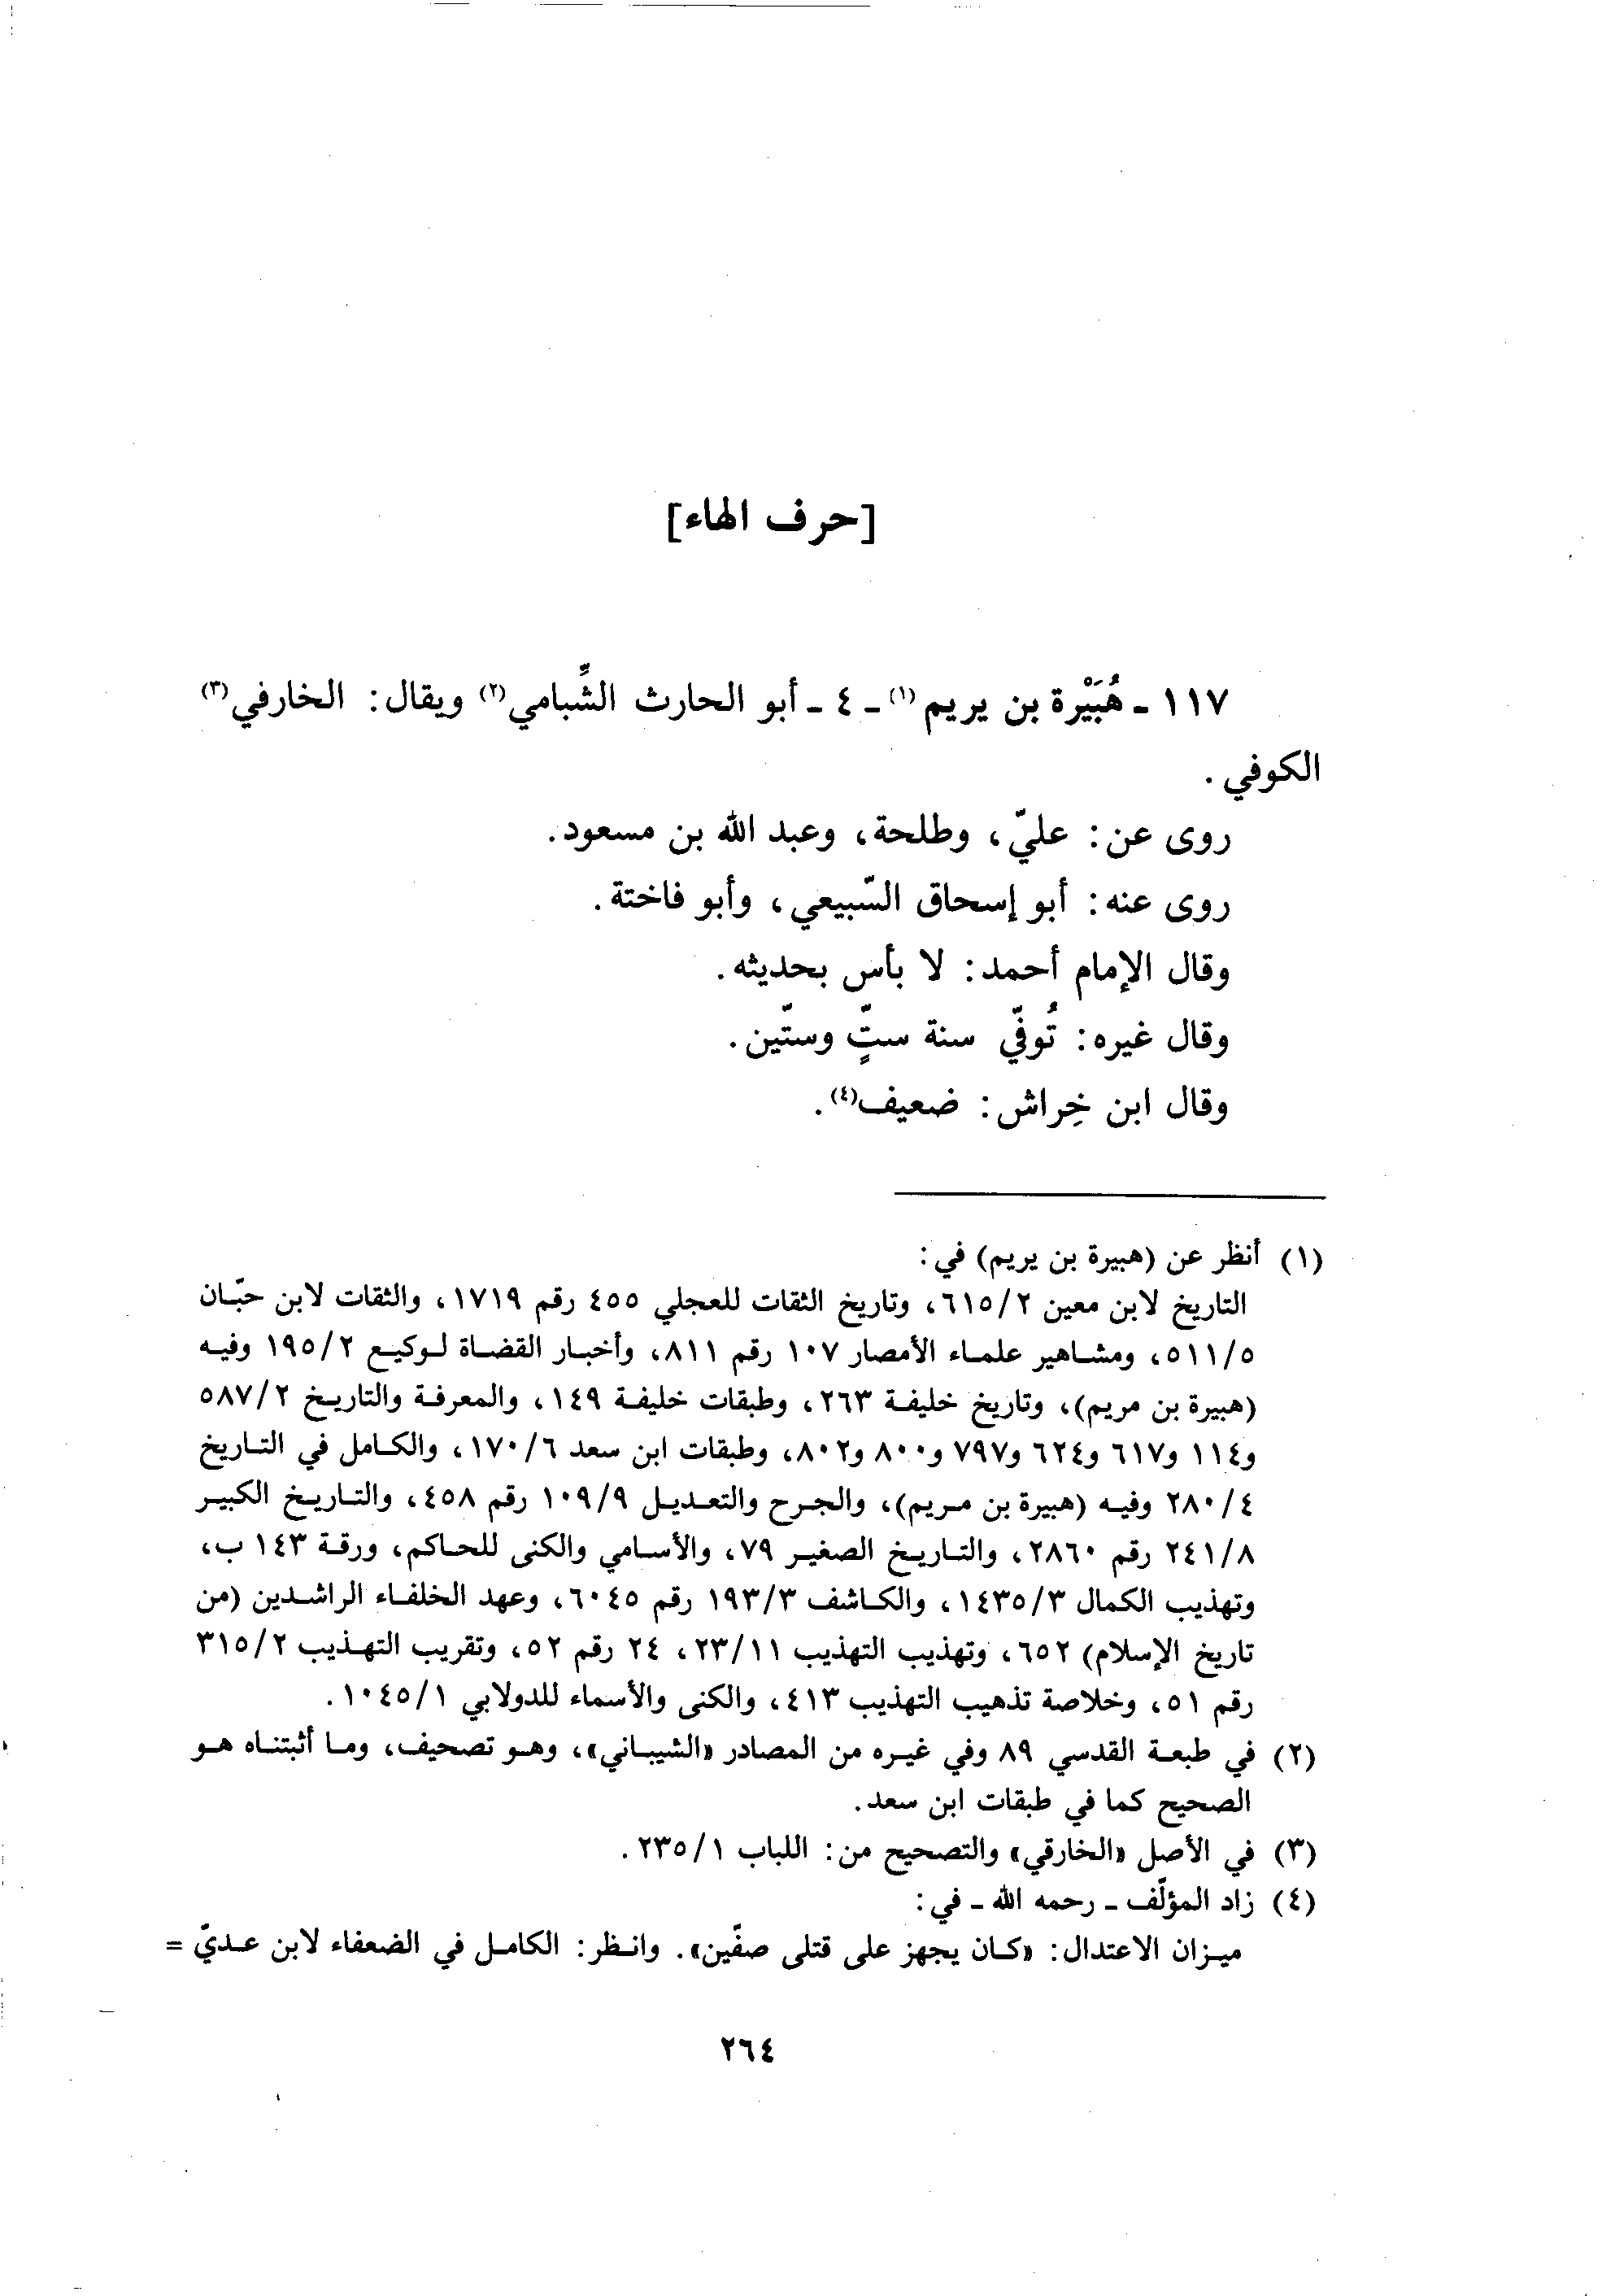 [حرف الهاء]
١١٧ - هُبَيْرة بن يريم(١) - ٤ - أبو الحارث الشِّبامي(٢) ويقال: الخارفي(٣)
الكوفي.
روى عن: عليّ، وطلحة، وعبد الله بن مسعود.
روى عنه: أبو إسحاق السّبيعي، وأبو فاختة.
وقال الإمام أحمد: لا بأس بحديثه.
وقال غيره: تُوفّي سنة ستٍّ وستّين.
وقال ابن خِراش: ضعيف(٤).
(١) أنظر عن (هبيرة بن يريم) في:
التاريخ لابن معين ٦١٥/٢، وتاريخ الثقات للعجلي ٤٥٥ رقم ١٧١٩، والثقات لابن حبّان
٥١١/٥، ومشاهير علماء الأمصار ١٠٧ رقم ٨١١، وأخبار القضاة لوكيع ١٩٥/٢ وفيه
(هبيرة بن مريم)، وتاريخ خليفة ٢٦٣، وطبقات خليفة ١٤٩، والمعرفة والتاريخ ٥٨٧/٢
و١١٤ و٦١٧ و٦٢٤ و٧٩٧ و٨٠٠ و٨٠٢، وطبقات ابن سعد ١٧٠/٦، والكامل في التاريخ
٢٨٠/٤ وفيه (هبيرة بن مريم)، والجرح والتعديل ١٠٩/٩ رقم ٤٥٨، والتاريخ الكبير
٢٤١/٨ رقم ٢٨٦٠، والتاريخ الصغير ٧٩، والأسامي والكنى للحاكم، ورقة ١٤٣ ب،
وتهذيب الكمال ١٤٣٥/٣، والكاشف ١٩٣/٣ رقم ٦٠٤٥، وعهد الخلفاء الراشدين (من
تاريخ الإسلام) ٦٥٢، وتهذيب التهذيب ٢٣/١١، ٢٤ رقم ٥٢، وتقريب التهذيب ٣١٥/٢
رقم ٥١، وخلاصة تذهيب التهذيب ٤١٣، والكنى والأسماء للدولابي ١٠٤٥/١.
(٢) في طبعة القدسي ٨٩ وفي غيره من المصادر «الشيباني»، وهو تصحيف، وما أثبتناه هو
الصحيح كما في طبقات ابن سعد.
(٣) في الأصل «الخارقي» والتصحيح من: اللباب ٢٣٥/١.
(٤) زاد المؤلّف - رحمه الله - في:
ميزان الاعتدال: «كان يجهز على قتلى صفّين». وانظر: الكامل في الضعفاء لابن عديّ =
٢٦٤